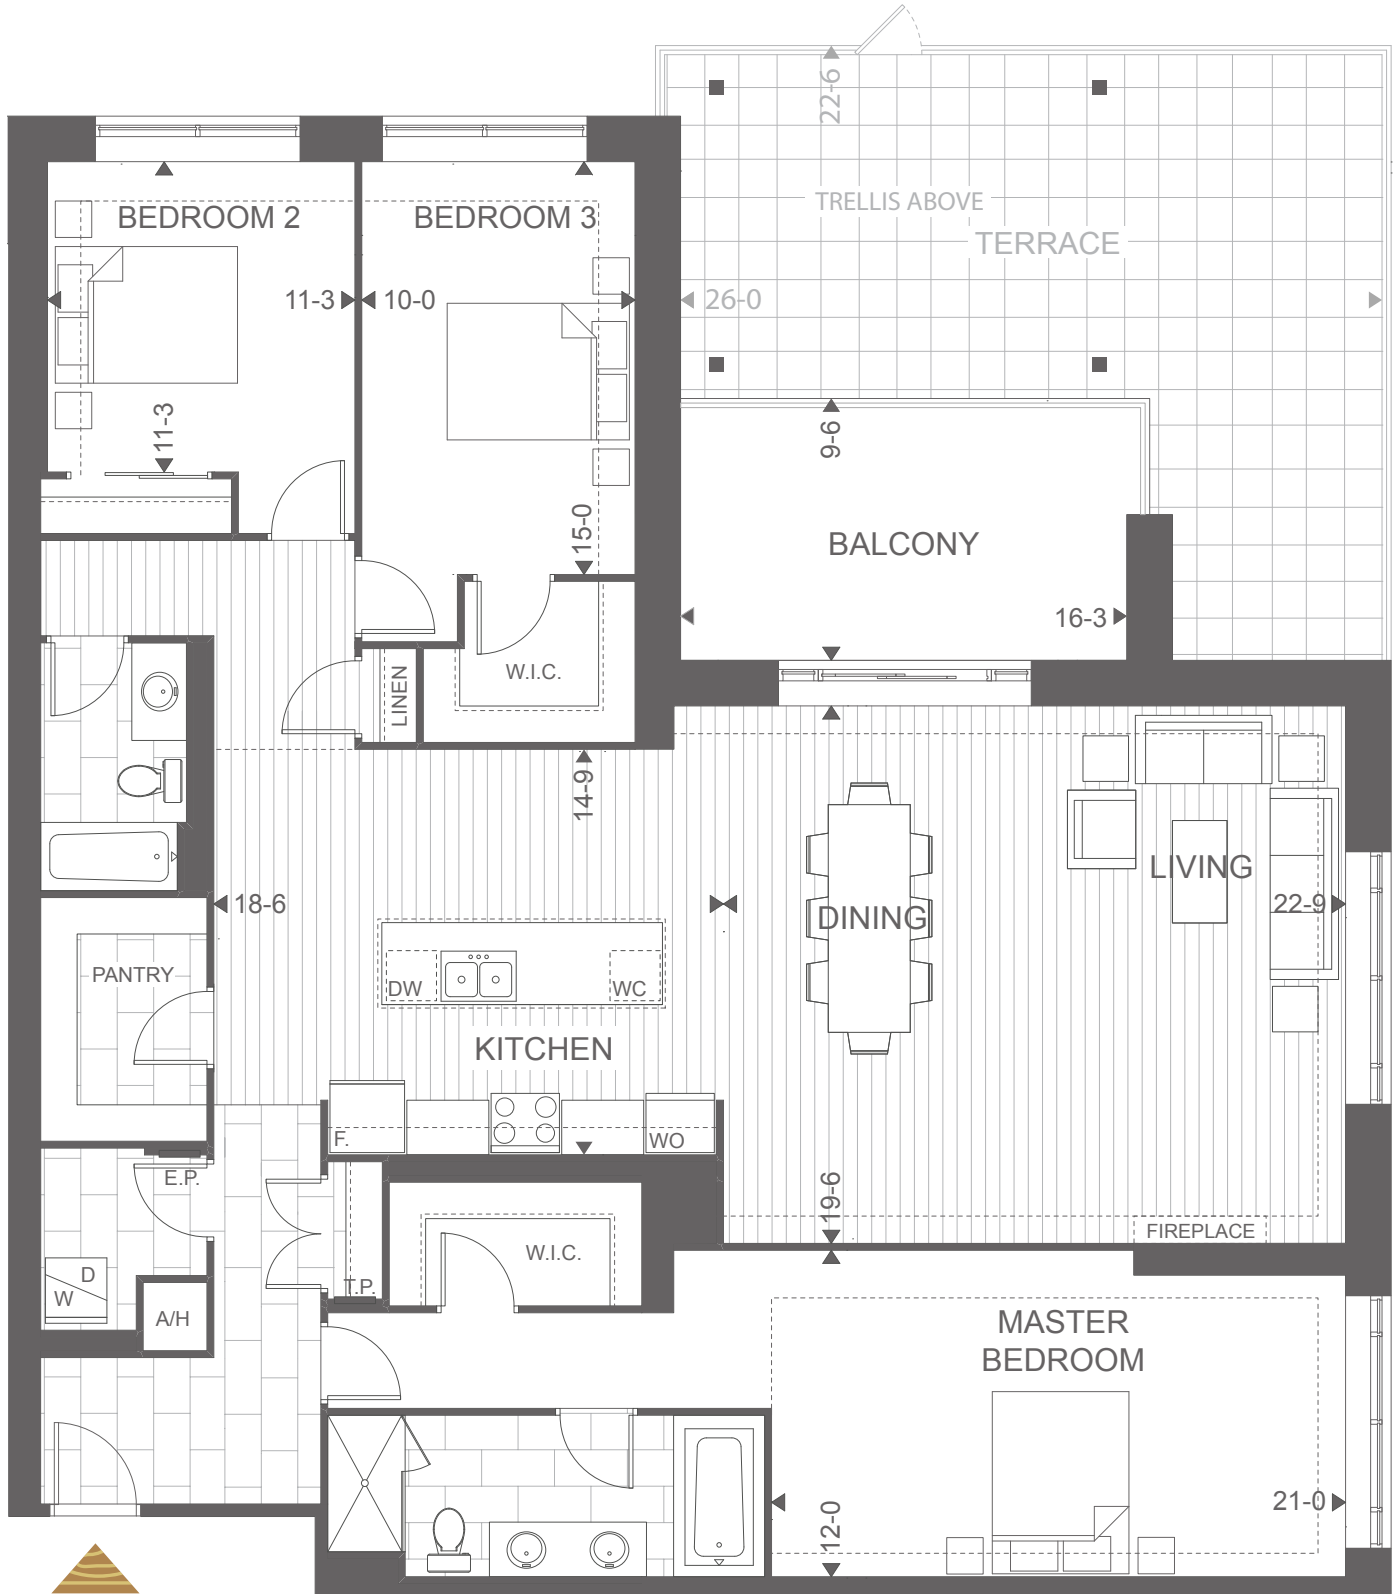 22-6
TRELLIS ABOVE
TERRACE
BEDROOM 2
BEDROOM 3
11-3
10-0
26-0
11-3
9-6
15-0
BALCONY
16-3
W.I.C.
LINEN
14-9
LIVING
18-6
DINING
22-9
PANTRY
DW
WC
KITCHEN
F.
WO
E.P.
19-6
FIREPLACE
W.I.C.
D
W
T.P.
A/H
MASTER
BEDROOM
12-0
21-0